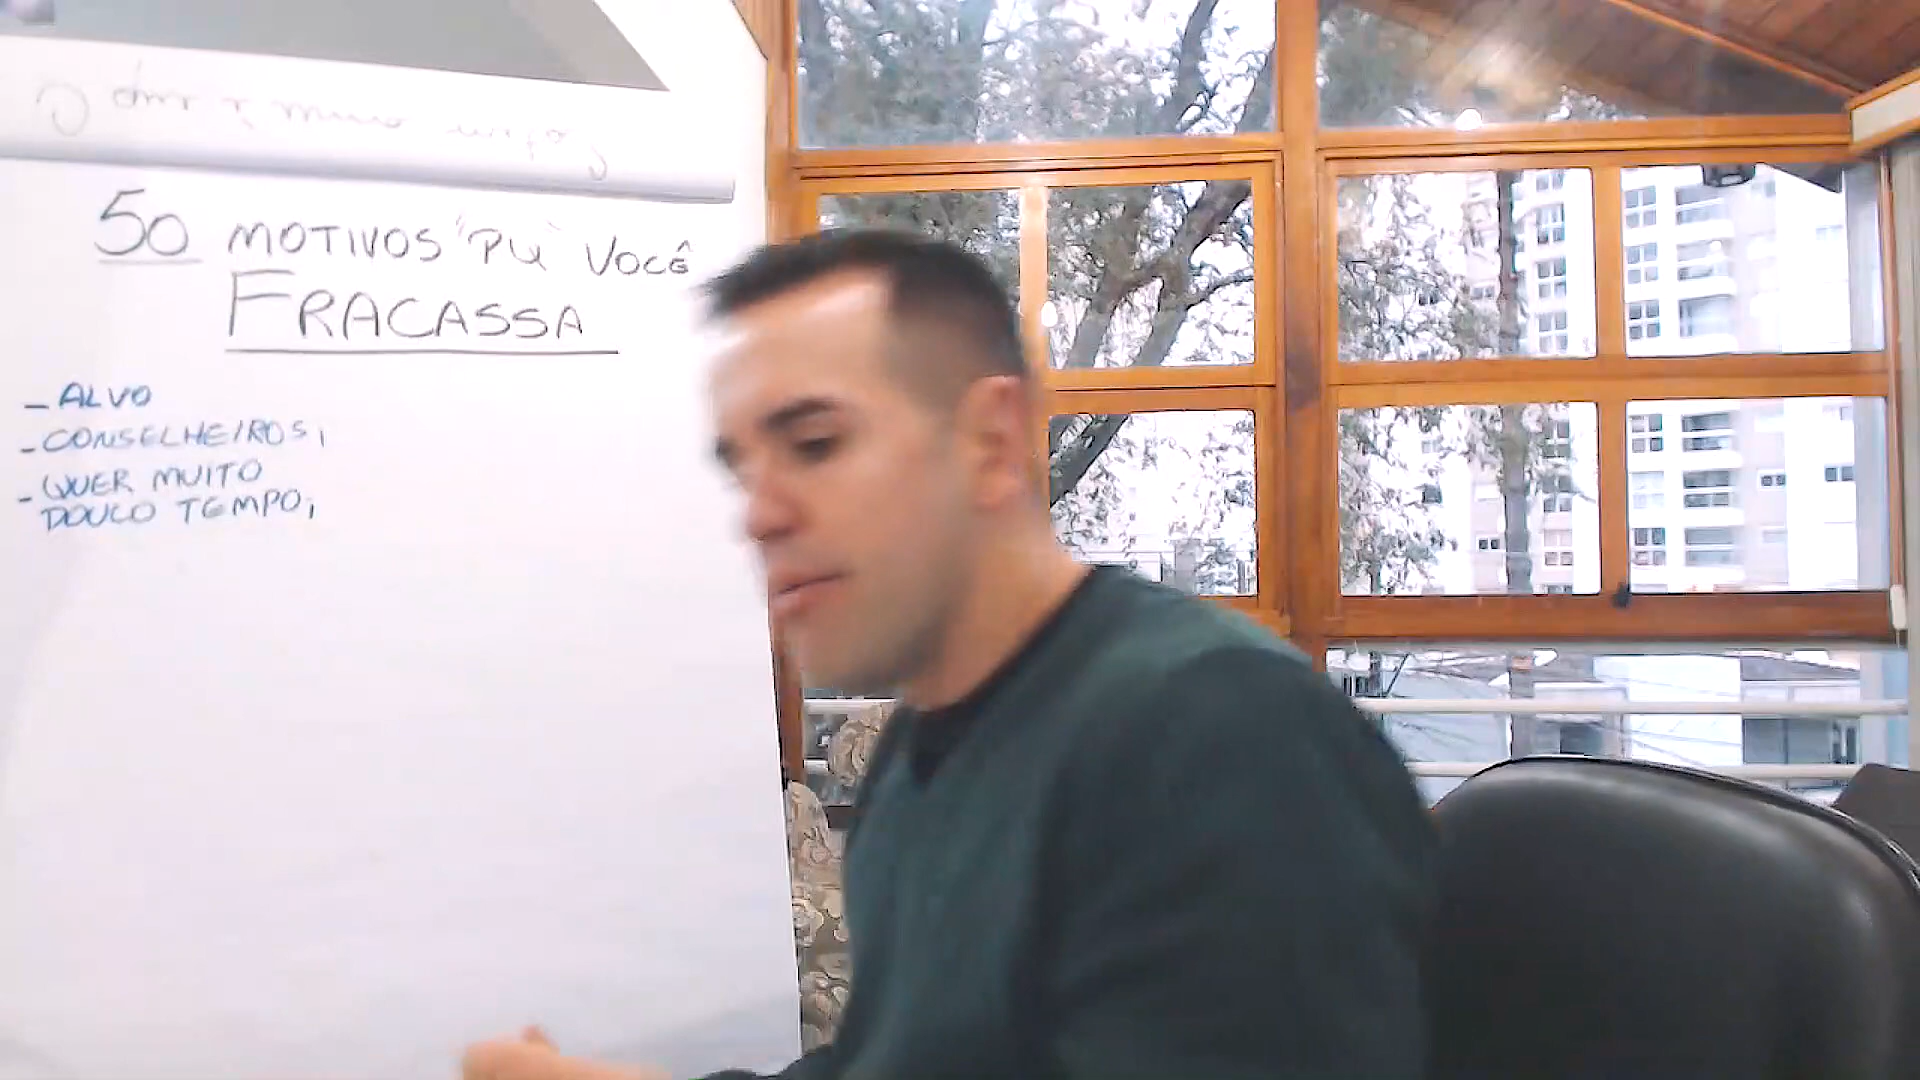 50 MOTIVOS "PQ" VOCÊ
FRACASSA
- ALVO
- CONSELHEIROS;
- QUER MUITO
POUCO TEMPO;